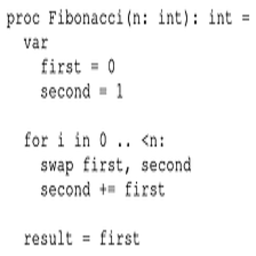 proc Fibonacci(n: int): int =
  var
    first = 0
    second = 1

  for i in 0 .. <n:
    swap first, second
    second += first

  result = first